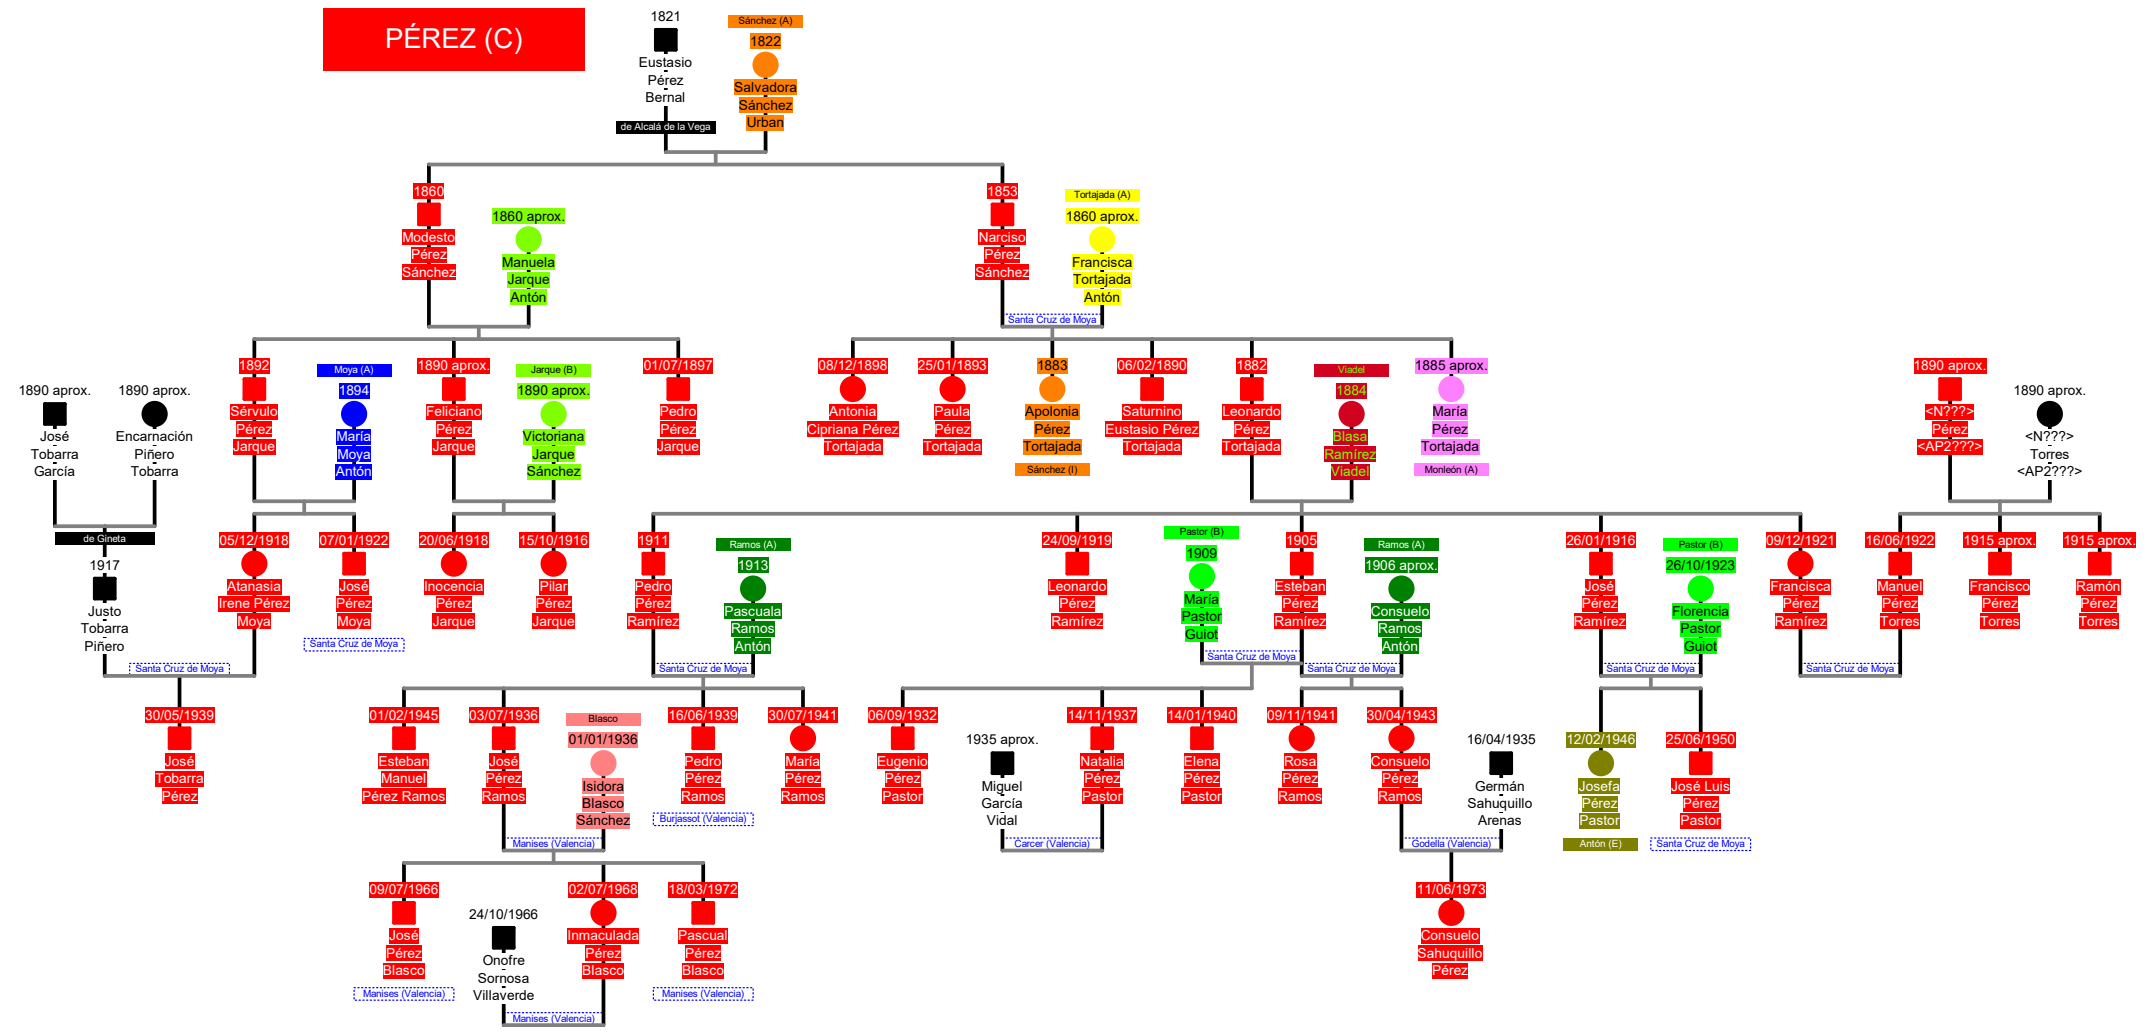 PÉREZ (C)
1821
Eustasio
Pérez
Bernal
de Alcalá de la Vega
Sánchez (A)
1822
Salvadora
Sánchez
Urban
1860
Modesto
Pérez
Sánchez
1860 aprox.
Manuela
Jarque
Antón
1853
Narciso
Pérez
Sánchez
Tortajada (A)
1860 aprox.
Francisca
Tortajada
Antón
Santa Cruz de Moya
1890 aprox.
José
Tobarra
García
1890 aprox.
Encarnación
Piñero
Tobarra
de Gineta
1892
Sérvulo
Pérez
Jarque
Moya (A)
1894
María
Moya
Antón
1890 aprox.
Feliciano
Pérez
Jarque
Jarque (B)
1890 aprox.
Victoriana
Jarque
Sánchez
01/07/1897
Pedro
Pérez
Jarque
08/12/1898
Antonia
Cipriana Pérez
Tortajada
25/01/1893
Paula
Pérez
Tortajada
1883
Apolonia
Pérez
Tortajada
Sánchez (I)
06/02/1890
Saturnino
Eustasio Pérez
Tortajada
1882
Leonardo
Pérez
Tortajada
Viadel
1884
Blasa
Ramírez
Viadel
1885 aprox.
María
Pérez
Tortajada
Monleón (A)
1890 aprox.
<N???>
Pérez
<AP2???>
1890 aprox.
<N???>
Torres
<AP2???>
1917
Justo
Tobarra
Piñero
05/12/1918
Atanasia
Irene Pérez
Moya
Santa Cruz de Moya
07/01/1922
José
Pérez
Moya
Santa Cruz de Moya
20/06/1918
Inocencia
Pérez
Jarque
15/10/1916
Pilar
Pérez
Jarque
1911
Pedro
Pérez
Ramírez
Ramos (A)
1913
Pascuala
Ramos
Antón
Santa Cruz de Moya
24/09/1919
Leonardo
Pérez
Ramírez
Pastor (B)
1909
María
Pastor
Guiot
Santa Cruz de Moya
1905
Esteban
Pérez
Ramírez
Ramos (A)
1906 aprox.
Consuelo
Ramos
Antón
Santa Cruz de Moya
26/01/1916
José
Pérez
Ramírez
Pastor (B)
26/10/1923
Florencia
Pastor
Guiot
Santa Cruz de Moya
09/12/1921
Francisca
Pérez
Ramírez
16/06/1922
Manuel
Pérez
Torres
Santa Cruz de Moya
1915 aprox.
Francisco
Pérez
Torres
1915 aprox.
Ramón
Pérez
Torres
30/05/1939
José
Tobarra
Pérez
01/02/1945
Esteban
Manuel
Pérez Ramos
03/07/1936
José
Pérez
Ramos
Blasco
01/01/1936
Isidora
Blasco
Sánchez
Manises (Valencia)
16/06/1939
Pedro
Pérez
Ramos
Burjassot (Valencia)
30/07/1941
María
Pérez
Ramos
06/09/1932
Eugenio
Pérez
Pastor
1935 aprox.
Miquel
García
Vidal
14/11/1937
Natalia
Pérez
Pastor
Carcer (Valencia)
14/01/1940
Elena
Pérez
Pastor
09/11/1941
Rosa
Pérez
Ramos
30/04/1943
Consuelo
Pérez
Ramos
16/04/1935
Germán
Sahuquillo
Arenas
Godella (Valencia)
12/02/1946
Josefa
Pérez
Pastor
Antón (E)
25/06/1950
José Luis
Pérez
Pastor
Santa Cruz de Moya
09/07/1966
José
Pérez
Blasco
Manises (Valencia)
24/10/1966
Onofre
Sornosa
Villaverde
02/07/1968
Inmaculada
Pérez
Blasco
Manises (Valencia)
18/03/1972
Pascual
Pérez
Blasco
Manises (Valencia)
11/06/1973
Consuelo
Sahuquillo
Pérez